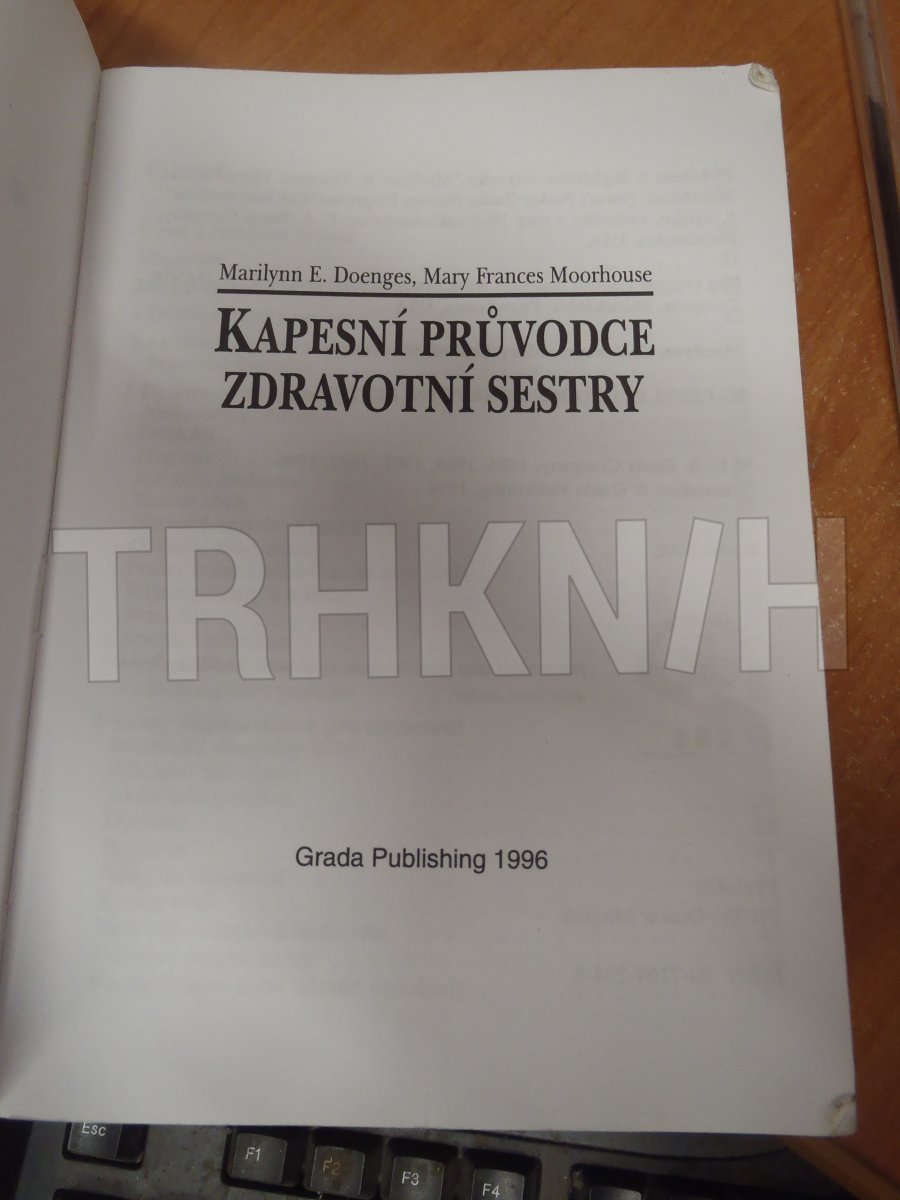 Marilynn E. Doenges, Mary Frances Moorhouse
KAPESNÍ PRŮVODCE
ZDRAVOTNÍ SESTRY
TRHKNIH
Grada Publishing 1996
Esc
F1
F2
F3
F4